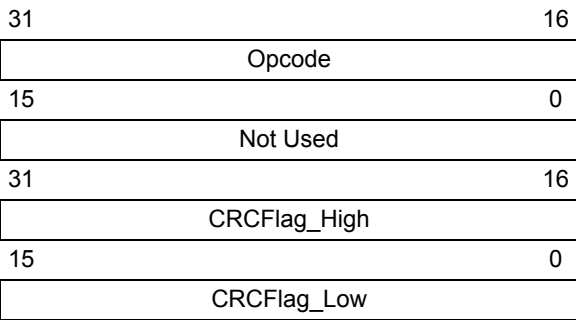 31 16
Opcode
15 0
Not Used
31 16
CRCFlag_High
15 0
CRCFlag_Low